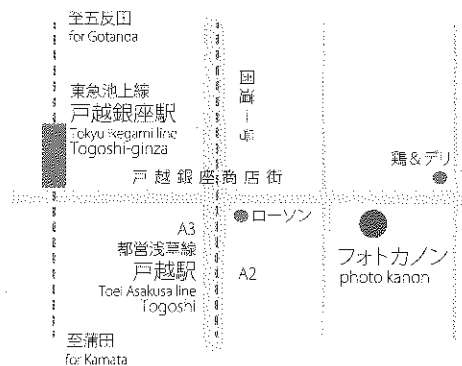 至五反田
for Gotanda
東急池上線
戸越銀座駅
Tokyu Ikegami line
Togoshi-ginza
国道一号
戸越銀座商店街
鶏&デリ
ローソン
A3
都営浅草線
戸越駅
Toei Asakusa line
Togoshi
A2
フォトカノン
photo kanon
至蒲田
for Kamata